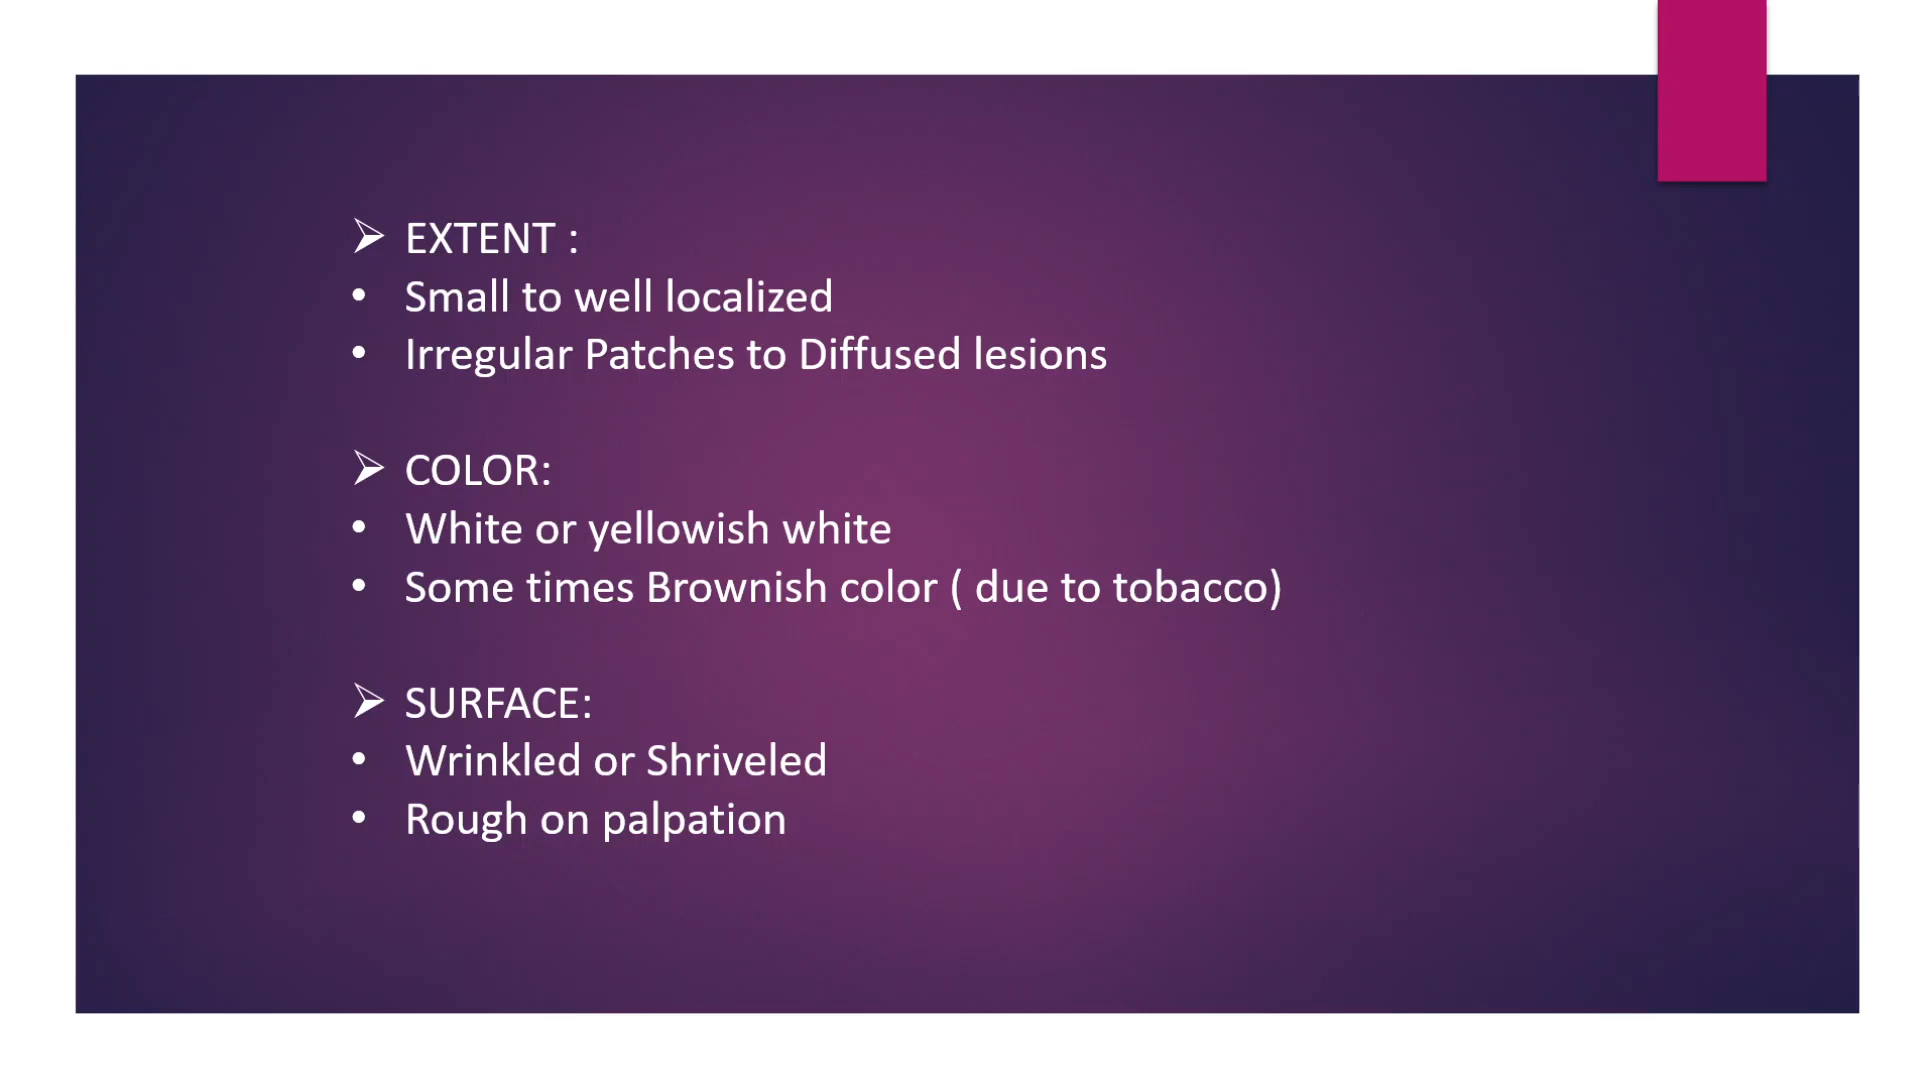 ➢ EXTENT :
• Small to well localized
• Irregular Patches to Diffused lesions
➢ COLOR:
• White or yellowish white
• Some times Brownish color ( due to tobacco)
➢ SURFACE:
• Wrinkled or Shriveled
• Rough on palpation